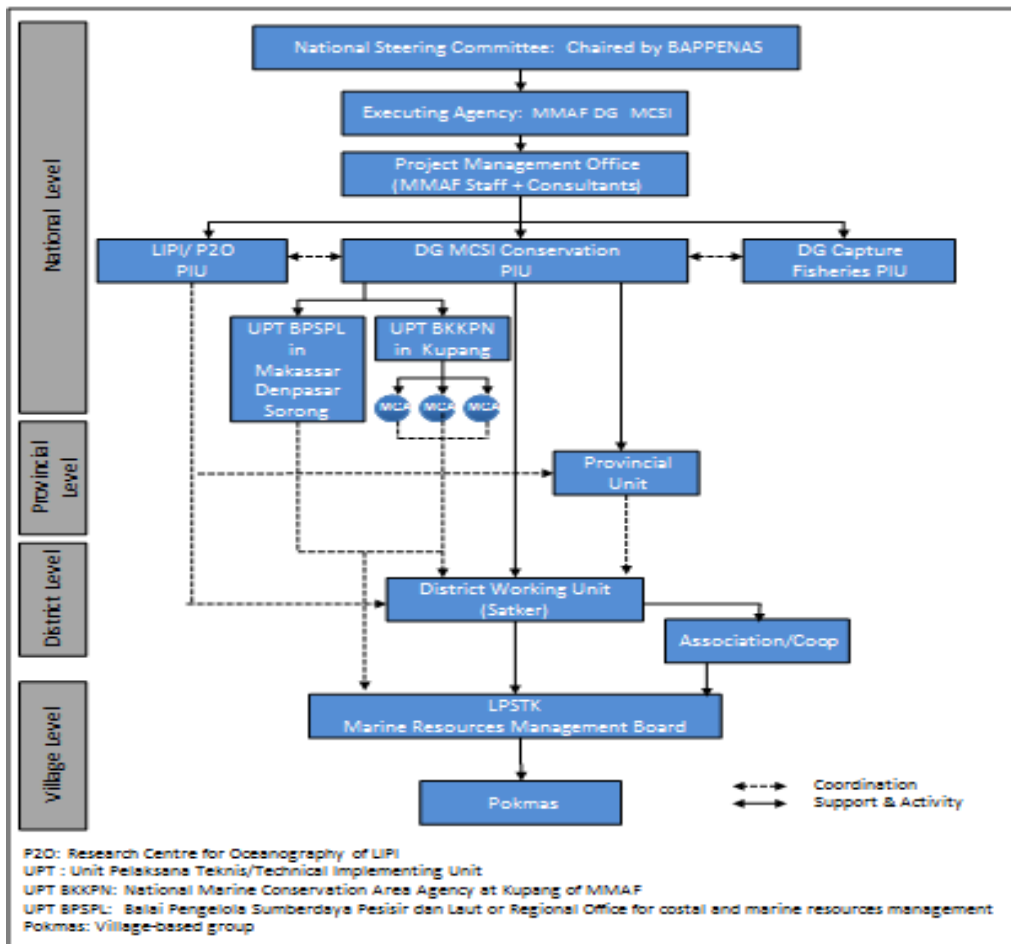 National Level
National Steering Committee: Chaired by BAPPENAS
Executing Agency: MMAF DG MCSI
Project Management Office
(MMAF Staff + Consultants)
LIPI/ P2O
PIU
DG MCSI Conservation
PIU
DG Capture
Fisheries PIU
UPT BPSPL
in
Makassar
Denpasar
Sorong
UPT BKKPN
in Kupang
MCA
MCA
MCA
Provincial
Level
Provincial
Unit
District Level
District Working Unit
(Satker)
Association/Coop
Village Level
LPSTK
Marine Resources Management Board
Pokmas
Coordination
Support & Activity
P2O: Research Centre for Oceanography of LIPI
UPT : Unit Pelaksana Teknis/Technical Implementing Unit
UPT BKKPN: National Marine Conservation Area Agency at Kupang of MMAF
UPT BPSPL: Balai Pengelola Sumberdaya Pesisir dan Laut or Regional Office for costal and marine resources management
Pokmas: Village-based group